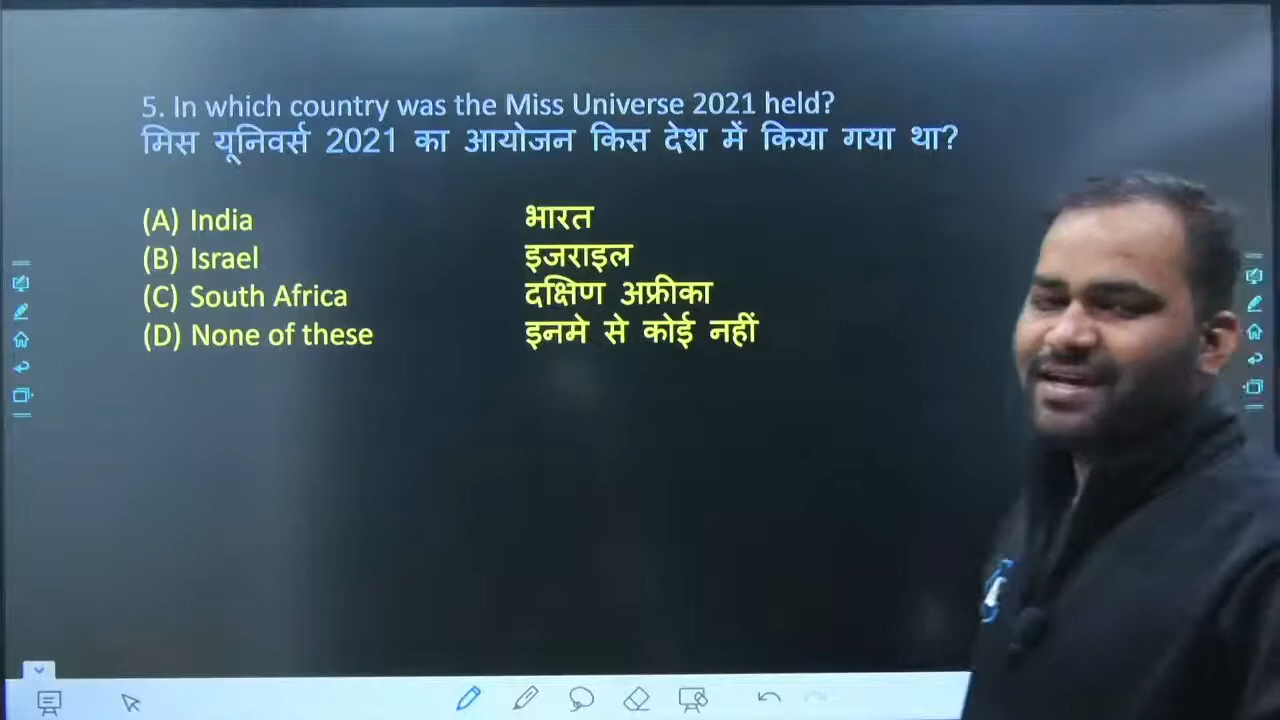 5. In which country was the Miss Universe 2021 held?
मिस यूनिवर्स 2021 का आयोजन किस देश में किया गया था?
(A) India भारत
(B) Israel इजराइल
(C) South Africa दक्षिण अफ्रीका
(D) None of these इनमे से कोई नहीं